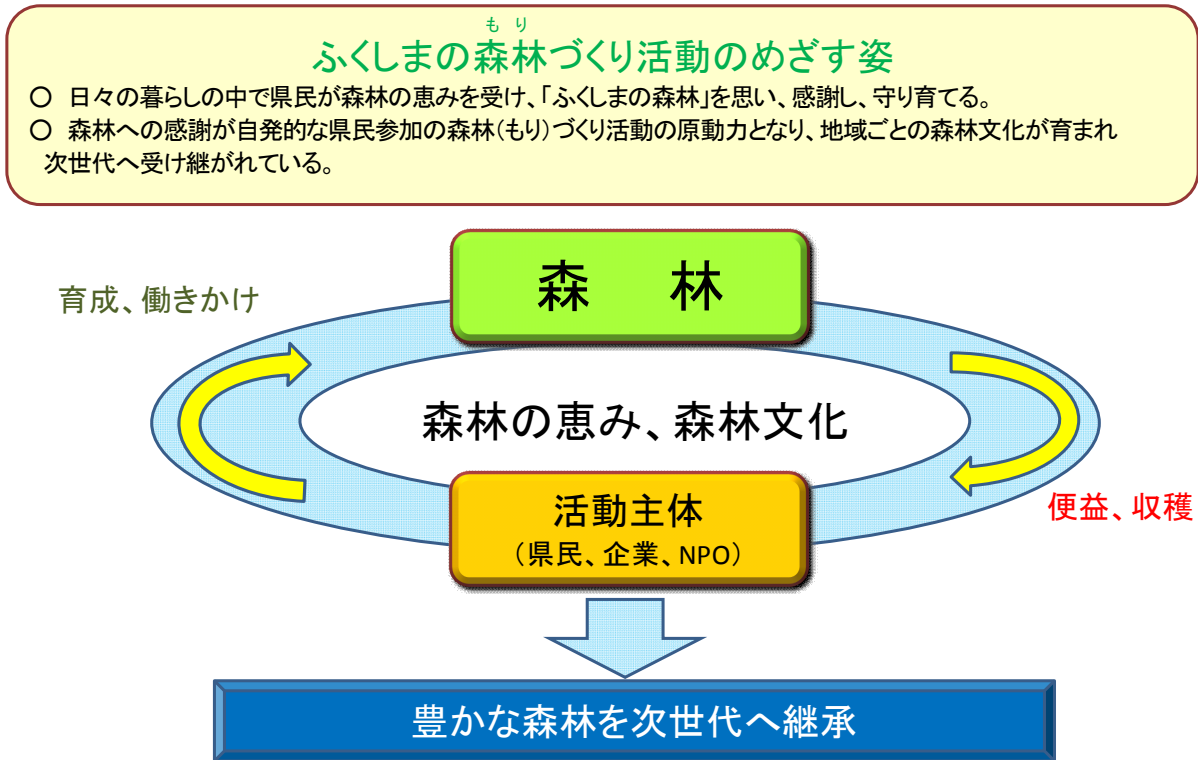 もり
ふくしまの森林づくり活動のめざす姿
○ 日々の暮らしの中で県民が森林の恵みを受け、「ふくしまの森林」を思い、感謝し、守り育てる。
○ 森林への感謝が自発的な県民参加の森林(もり)づくり活動の原動力となり、地域ごとの森林文化が育まれ
次世代へ受け継がれている。
森 林
育成、働きかけ
森林の恵み、森林文化
便益、収穫
活動主体
（県民、企業、NPO）
豊かな森林を次世代へ継承